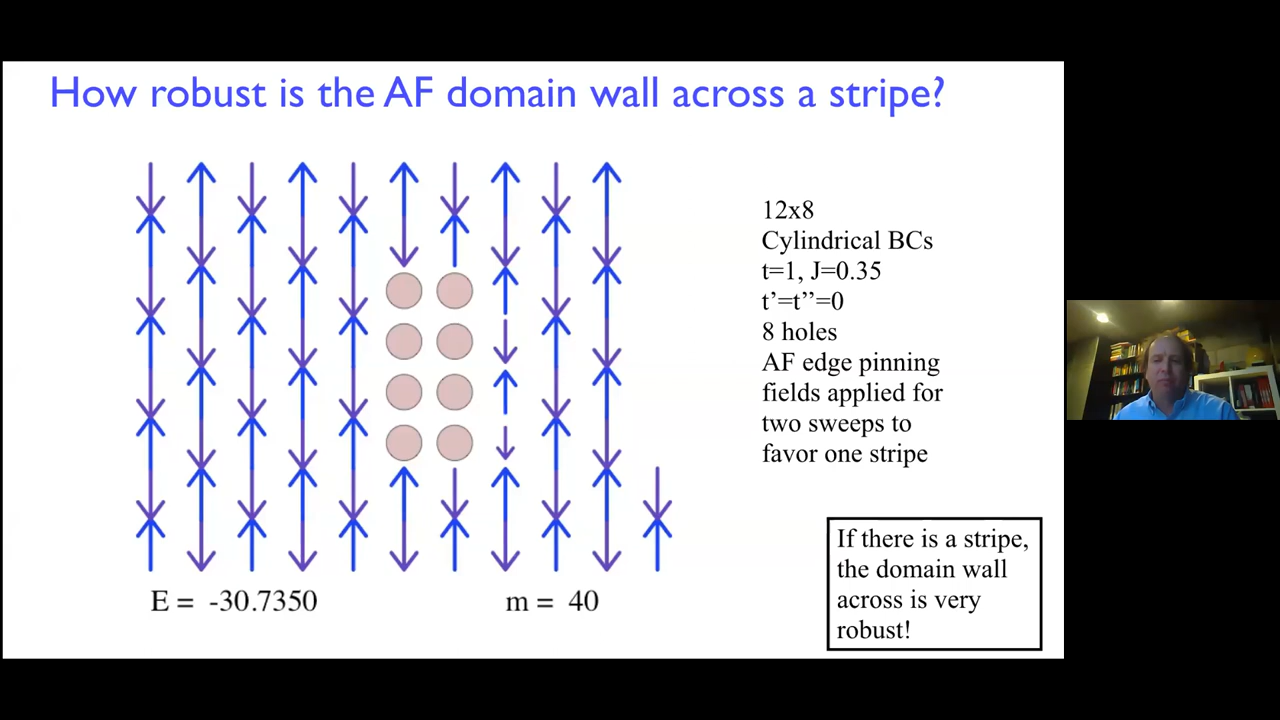 How robust is the AF domain wall across a stripe?
12x8
Cylindrical BCs
t=1, J=0.35
t’=t’’=0
8 holes
AF edge pinning
fields applied for
two sweeps to
favor one stripe
If there is a stripe,
the domain wall
across is very
robust!
E = -30.7350
m = 40